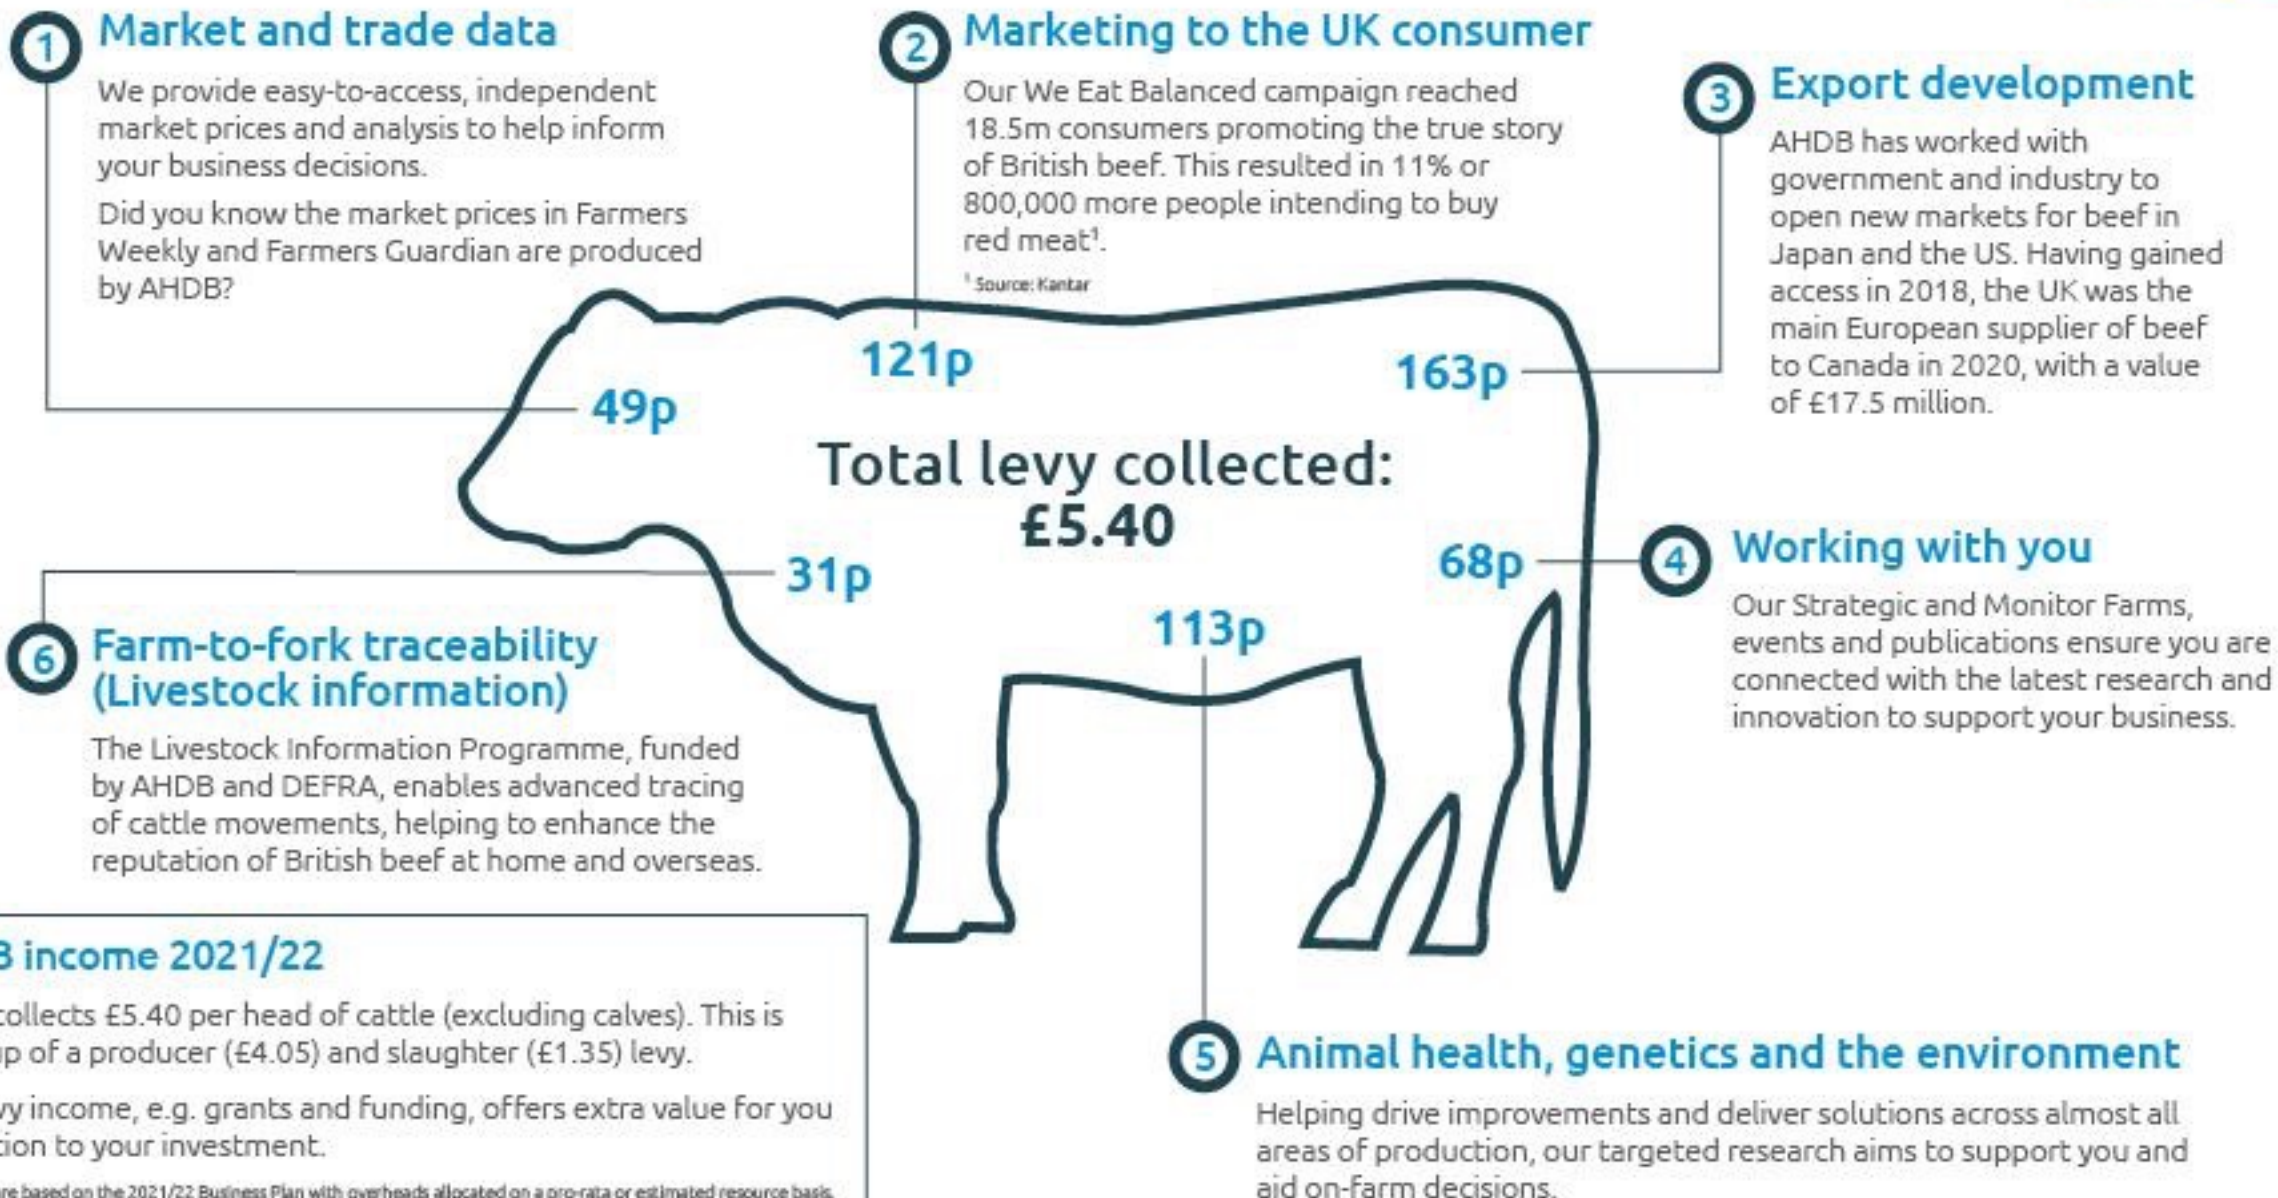 1
Market and trade data
We provide easy-to-access, independent
market prices and analysis to help inform
your business decisions.
Did you know the market prices in Farmers
Weekly and Farmers Guardian are produced
by AHDB?
2
Marketing to the UK consumer
Our We Eat Balanced campaign reached
18.5m consumers promoting the true story
of British beef. This resulted in 11% or
800,000 more people intending to buy
red meat¹.
¹ Source: Kantar
3
Export development
AHDB has worked with
government and industry to
open new markets for beef in
Japan and the US. Having gained
access in 2018, the UK was the
main European supplier of beef
to Canada in 2020, with a value
of £17.5 million.
49p
121p
163p
Total levy collected:
£5.40
31p
113p
68p
4
Working with you
Our Strategic and Monitor Farms,
events and publications ensure you are
connected with the latest research and
innovation to support your business.
6
Farm-to-fork traceability
(Livestock information)
The Livestock Information Programme, funded
by AHDB and DEFRA, enables advanced tracing
of cattle movements, helping to enhance the
reputation of British beef at home and overseas.
income 2021/22
collects £5.40 per head of cattle (excluding calves). This is
of a producer (£4.05) and slaughter (£1.35) levy.
income, e.g. grants and funding, offers extra value for you
to your investment.
based on the 2021/22 Business Plan with overheads allocated on a pro-rata or estimated resource basis.
5
Animal health, genetics and the environment
Helping drive improvements and deliver solutions across almost all
areas of production, our targeted research aims to support you and
aid on-farm decisions.